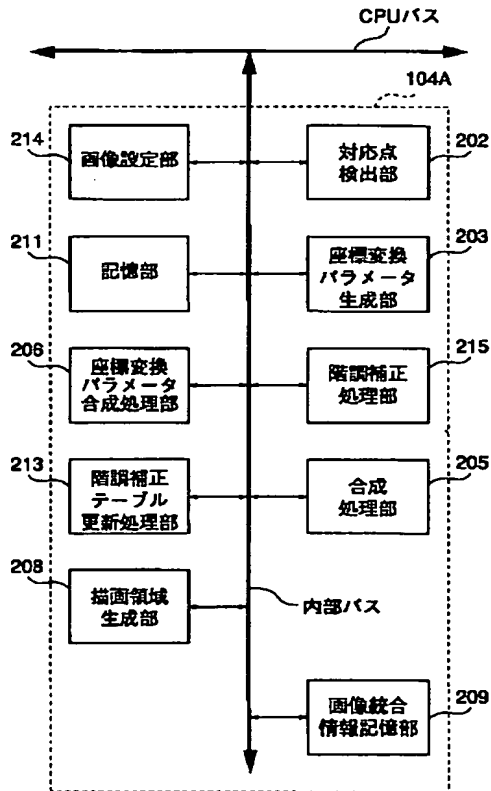 CPUバス
104A
214
画像設定部
対応点
検出部
202
211
記憶部
座標変換
パラメータ
生成部
203
206
座標変換
パラメータ
合成処理部
階調補正
処理部
215
213
階調補正
テーブル
更新処理部
合成
処理部
205
208
描画領域
生成部
内部バス
画像統合
情報記憶部
209